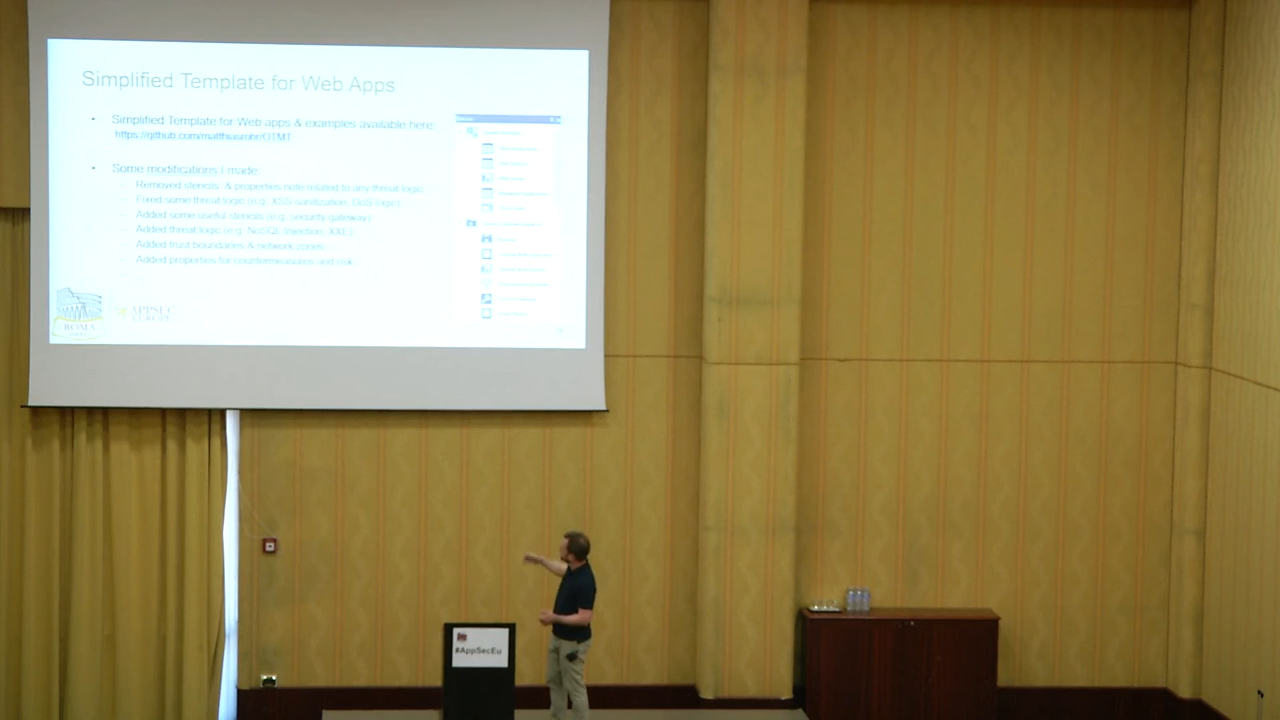 Simplified Template for Web Apps
• Simplified Template for Web apps & examples available here:
https://github.com/matthiasrohr/OTMT
• Some modifications I made:
– Removed stencils & properties note related to any threat logic
– Fixed some threat logic (e.g. XSS sanitization, DoS logic)
– Added some useful stencils (e.g. security gateway)
– Added threat logic (e.g. NoSQL Injection, XXE)
– Added trust boundaries & network zones
– Added properties for countermeasures and risk
ROMA
APPSEC
EUROPE
#AppSecEu